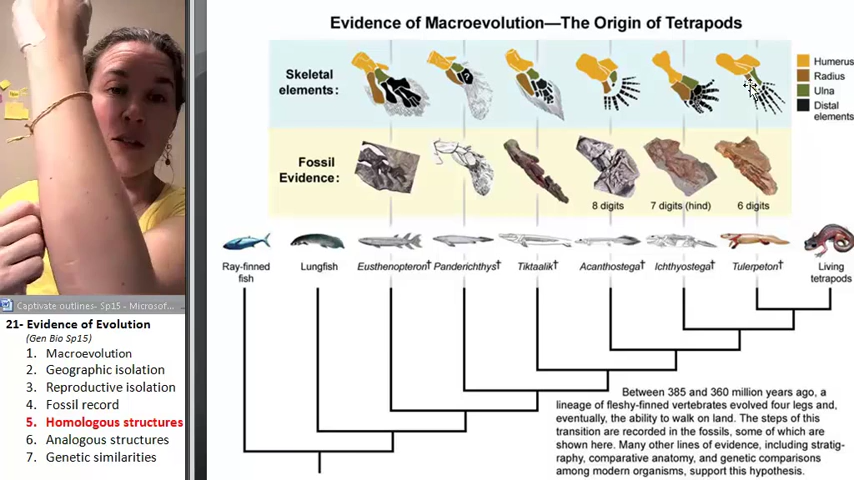 Evidence of Macroevolution—The Origin of Tetrapods
Skeletal
elements:
?
Humerus
Radius
Ulna
Distal
elements
Fossil
Evidence:
8 digits
7 digits (hind)
6 digits
Ray-finned
fish
Lungfish
Eusthenopteron†
Panderichthys†
Tiktaalik†
Acanthostega†
Ichthyostega†
Tulerpeton†
Living
tetrapods
Between 385 and 360 million years ago, a
lineage of fleshy-finned vertebrates evolved four legs and,
eventually, the ability to walk on land. The steps of this
transition are recorded in the fossils, some of which are
shown here. Many other lines of evidence, including stratig-
raphy, comparative anatomy, and genetic comparisons
among modern organisms, support this hypothesis.
Captivate outlines- Sp15 - Microsof...
21- Evidence of Evolution
(Gen Bio Sp15)
1. Macroevolution
2. Geographic isolation
3. Reproductive isolation
4. Fossil record
5. Homologous structures
6. Analogous structures
7. Genetic similarities